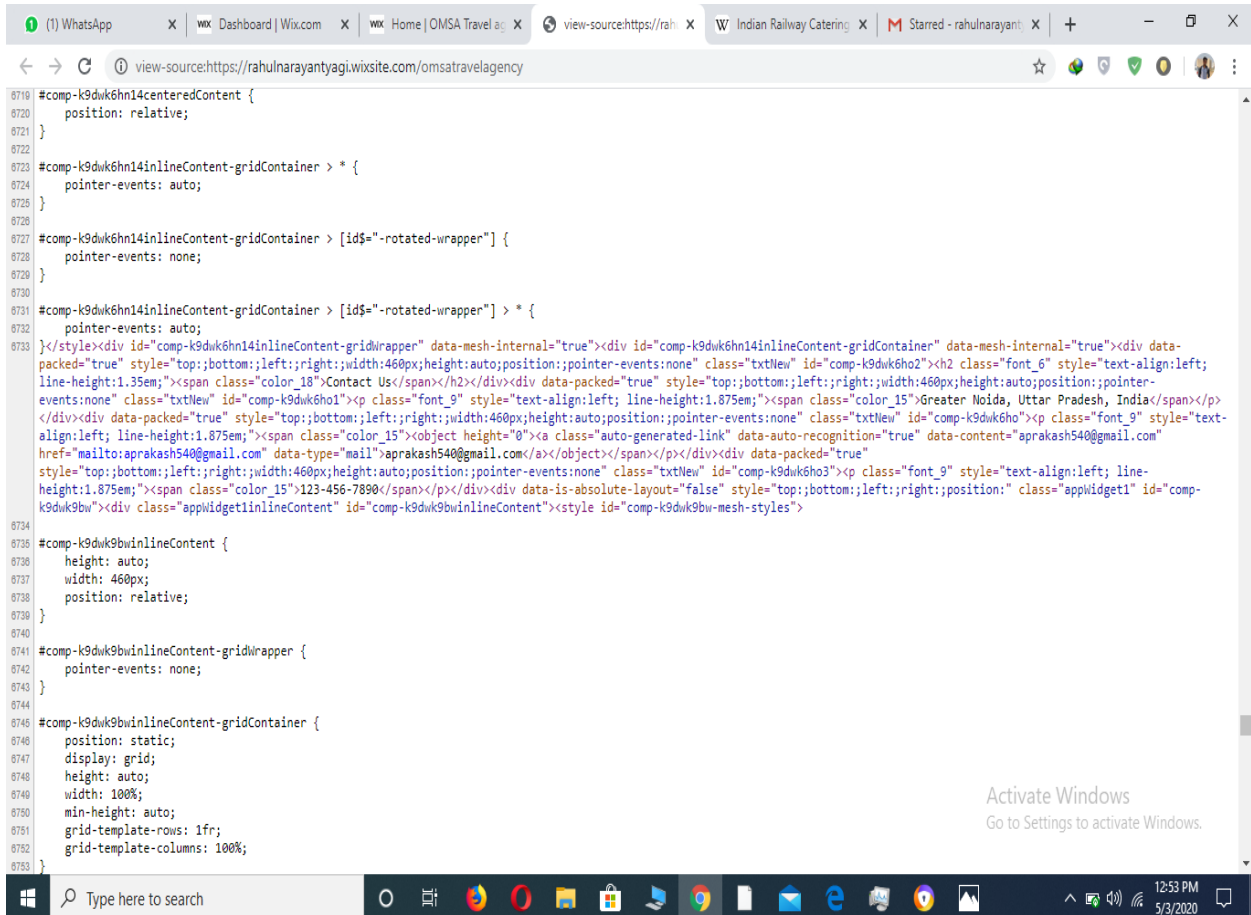 (1) WhatsApp
WIX Dashboard | Wix.com
WIX Home | OMSA Travel ag
view-source:https://rah
W Indian Railway Catering
M Starred - rahulnarayant
view-source:https://rahulnarayantyagi.wixsite.com/omsatravelagency
6719 #comp-k9dwk6hn14centeredContent {
6720 position: relative;
6721 }
6722
6723 #comp-k9dwk6hn14inlineContent-gridContainer > * {
6724 pointer-events: auto;
6725 }
6726
6727 #comp-k9dwk6hn14inlineContent-gridContainer > [id$="-rotated-wrapper"] {
6728 pointer-events: none;
6729 }
6730
6731 #comp-k9dwk6hn14inlineContent-gridContainer > [id$="-rotated-wrapper"] > * {
6732 pointer-events: auto;
6733 }</style><div id="comp-k9dwk6hn14inlineContent-gridWrapper" data-mesh-internal="true"><div id="comp-k9dwk6hn14inlineContent-gridContainer" data-mesh-internal="true"><div data-
packed="true" style="top:;bottom:;left:;right:;width:460px;height:auto;position:;pointer-events:none" class="txtNew" id="comp-k9dwk6ho2"><h2 class="font_6" style="text-align:left;
line-height:1.35em;"><span class="color_18">Contact Us</span></h2></div><div data-packed="true" style="top:;bottom:;left:;right:;width:460px;height:auto;position:;pointer-
events:none" class="txtNew" id="comp-k9dwk6ho1"><p class="font_9" style="text-align:left; line-height:1.875em;"><span class="color_15">Greater Noida, Uttar Pradesh, India</span></p>
</div><div data-packed="true" style="top:;bottom:;left:;right:;width:460px;height:auto;position:;pointer-events:none" class="txtNew" id="comp-k9dwk6ho"><p class="font_9" style="text-
align:left; line-height:1.875em;"><span class="color_15"><object height="0"><a class="auto-generated-link" data-auto-recognition="true" data-content="aprakash540@gmail.com"
href="mailto:aprakash540@gmail.com" data-type="mail">aprakash540@gmail.com</a></object></span></p></div><div data-packed="true"
style="top:;bottom:;left:;right:;width:460px;height:auto;position:;pointer-events:none" class="txtNew" id="comp-k9dwk6ho3"><p class="font_9" style="text-align:left; line-
height:1.875em;"><span class="color_15">123-456-7890</span></p></div><div data-is-absolute-layout="false" style="top:;bottom:;left:;right:;position:" class="appWidget1" id="comp-
k9dwk9bw"><div class="appWidget1inlineContent" id="comp-k9dwk9bwinlineContent"><style id="comp-k9dwk9bw-mesh-styles">
6734
6735 #comp-k9dwk9bwinlineContent {
6736 height: auto;
6737 width: 460px;
6738 position: relative;
6739 }
6740
6741 #comp-k9dwk9bwinlineContent-gridWrapper {
6742 pointer-events: none;
6743 }
6744
6745 #comp-k9dwk9bwinlineContent-gridContainer {
6746 position: static;
6747 display: grid;
6748 height: auto;
6749 width: 100%;
6750 min-height: auto;
6751 grid-template-rows: 1fr;
6752 grid-template-columns: 100%;
6753 }
Activate Windows
Go to Settings to activate Windows.
Type here to search
12:53 PM
5/3/2020